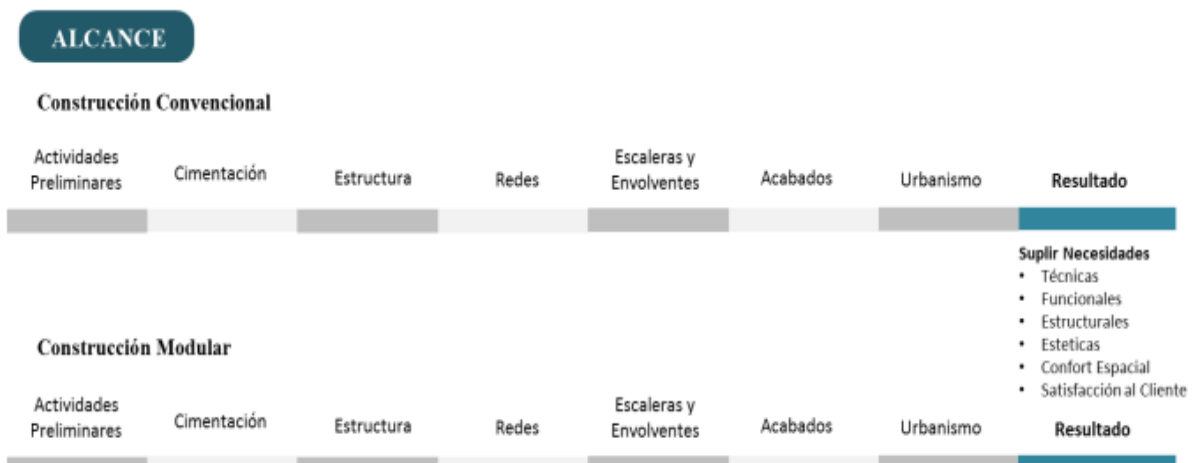 ALCANCE
Construcción Convencional
Actividades
Preliminares
Cimentación
Estructura
Redes
Escaleras y
Envolventes
Acabados
Urbanismo
Resultado
Suplir Necesidades
• Técnicas
• Funcionales
• Estructurales
• Esteticas
• Confort Espacial
• Satisfacción al Cliente
Construcción Modular
Actividades
Preliminares
Cimentación
Estructura
Redes
Escaleras y
Envolventes
Acabados
Urbanismo
Resultado